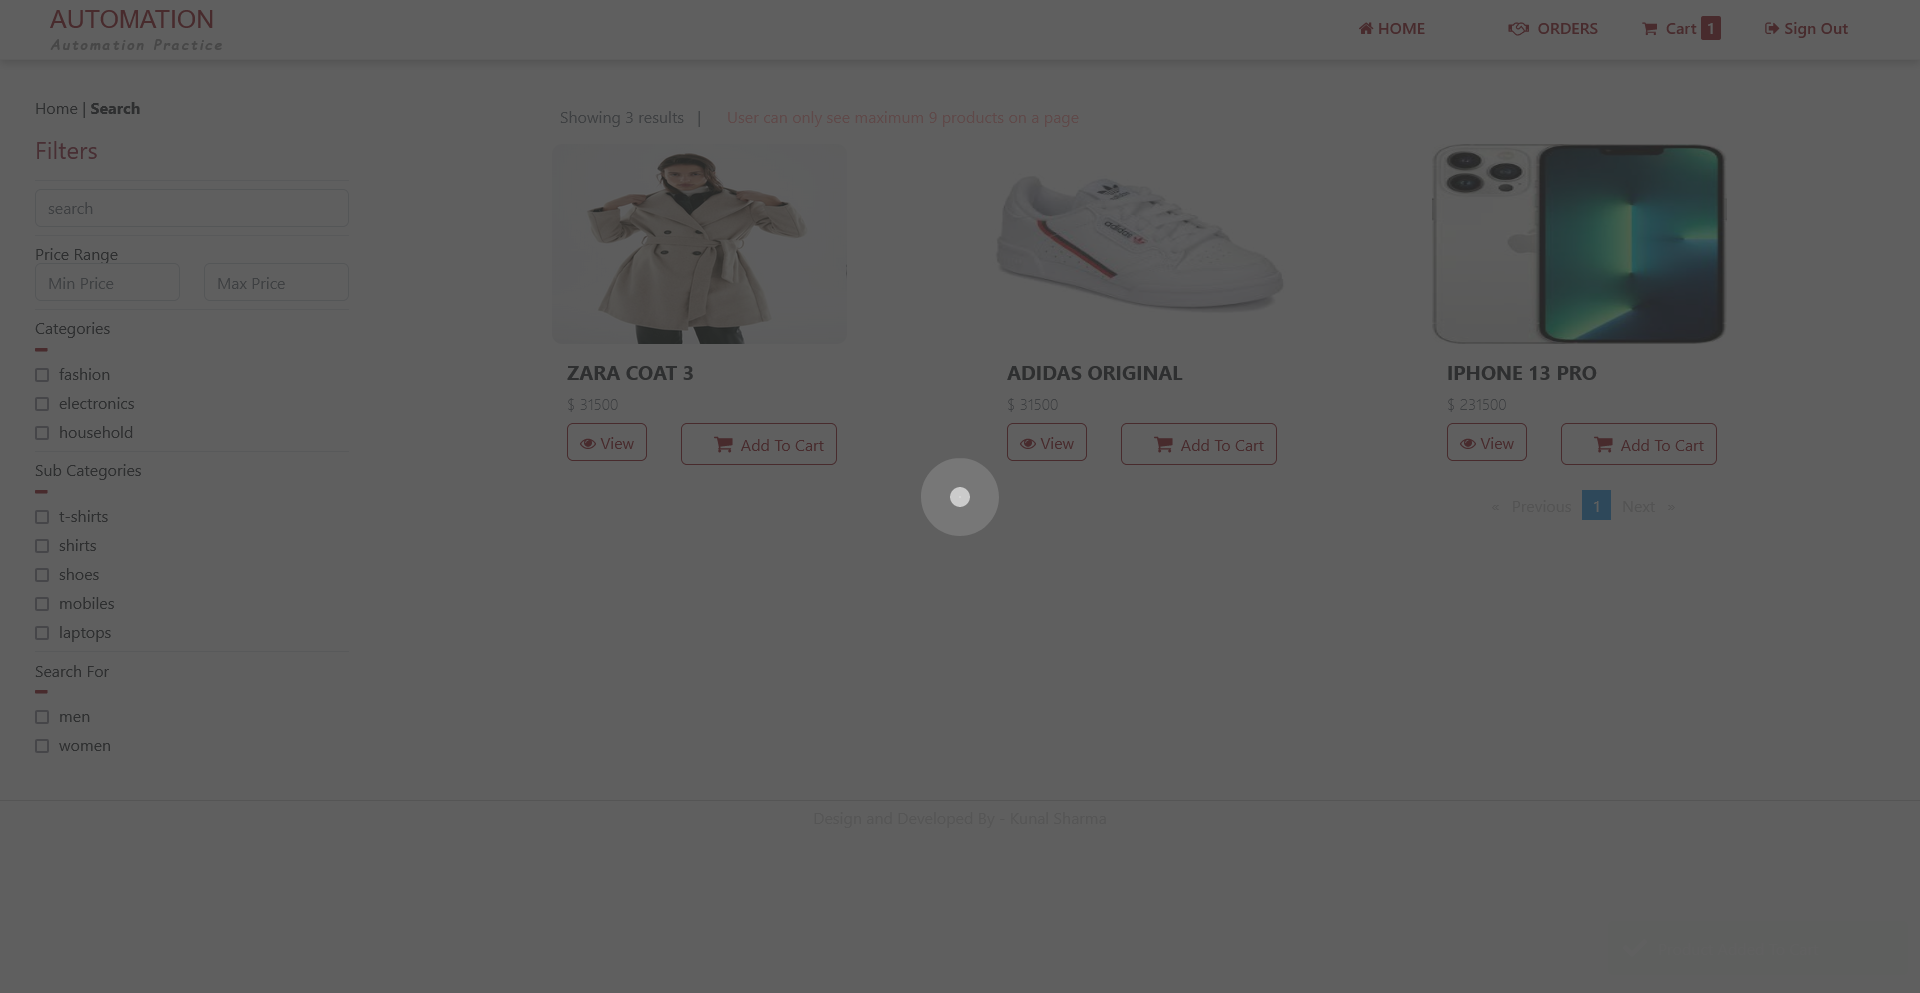 AUTOMATION
Automation Practice
HOME
ORDERS
Cart 1
Sign Out
Home | Search
Filters
search
Price Range
Min Price
Max Price
Categories
fashion
electronics
household
Sub Categories
t-shirts
shirts
shoes
mobiles
laptops
Search For
men
women
Showing 3 results |
User can only see maximum 9 products on a page
adidas
ZARA COAT 3
$ 31500
View
Add To Cart
ADIDAS ORIGINAL
$ 31500
View
Add To Cart
IPHONE 13 PRO
$ 231500
View
Add To Cart
« Previous 1 Next »
Design and Developed By - Kunal Sharma